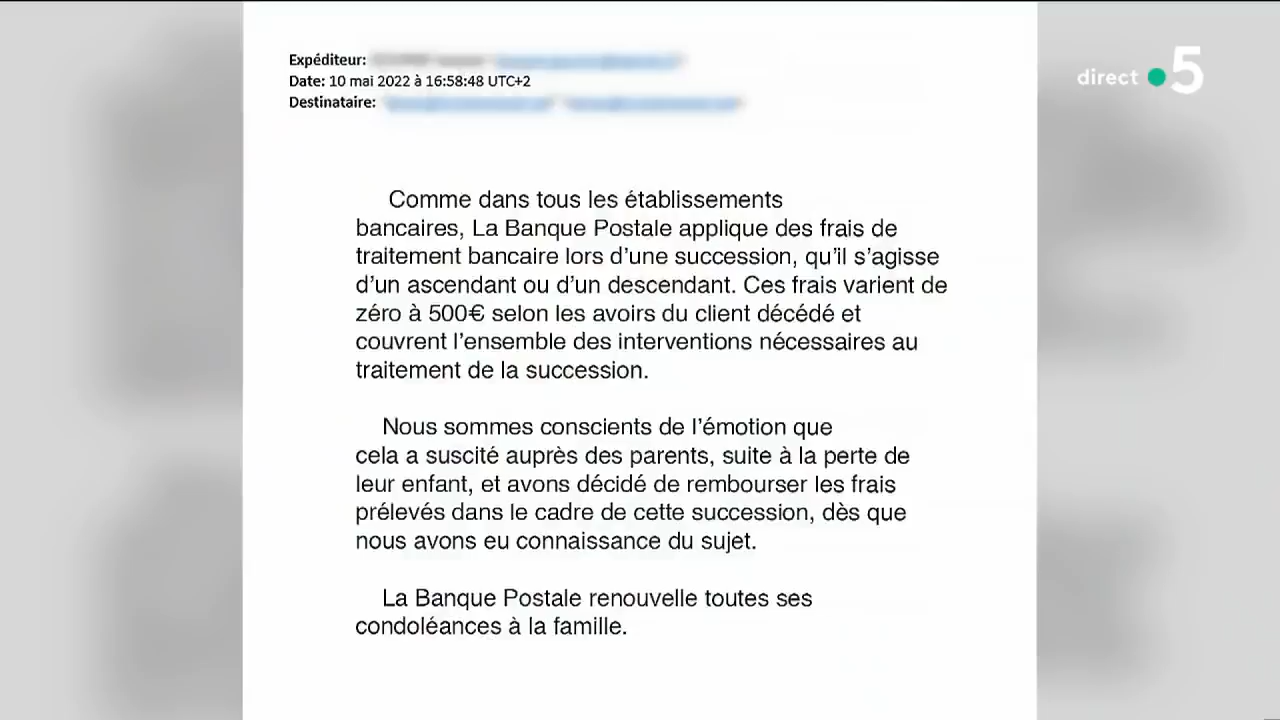 Expéditeur:
Date: 10 mai 2022 à 16:58:48 UTC+2
Destinataire:
direct 5
Comme dans tous les établissements
bancaires, La Banque Postale applique des frais de
traitement bancaire lors d’une succession, qu’il s’agisse
d’un ascendant ou d’un descendant. Ces frais varient de
zéro à 500€ selon les avoirs du client décédé et
couvrent l’ensemble des interventions nécessaires au
traitement de la succession.
Nous sommes conscients de l’émotion que
cela a suscité auprès des parents, suite à la perte de
leur enfant, et avons décidé de rembourser les frais
prélevés dans le cadre de cette succession, dès que
nous avons eu connaissance du sujet.
La Banque Postale renouvelle toutes ses
condoléances à la famille.